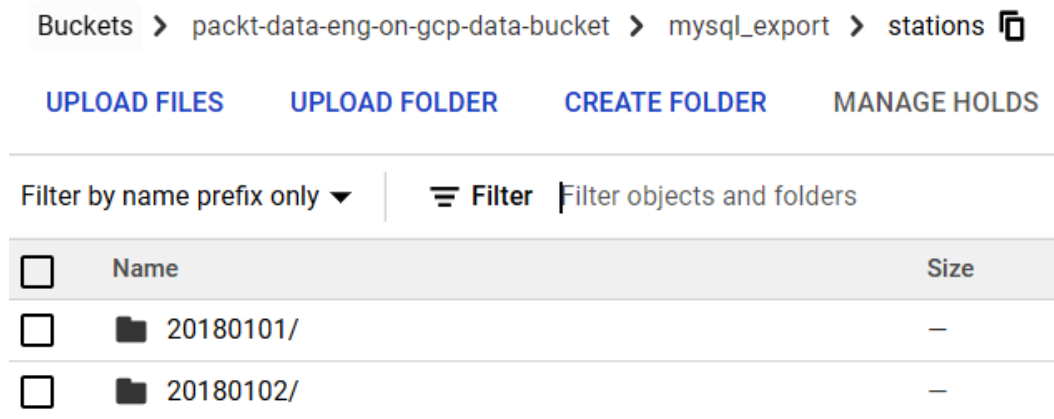 Buckets > packt-data-eng-on-gcp-data-bucket > mysql_export > stations
UPLOAD FILES UPLOAD FOLDER CREATE FOLDER MANAGE HOLDS
Filter by name prefix only Filter Filter objects and folders
Name Size
20180101/ —
20180102/ —